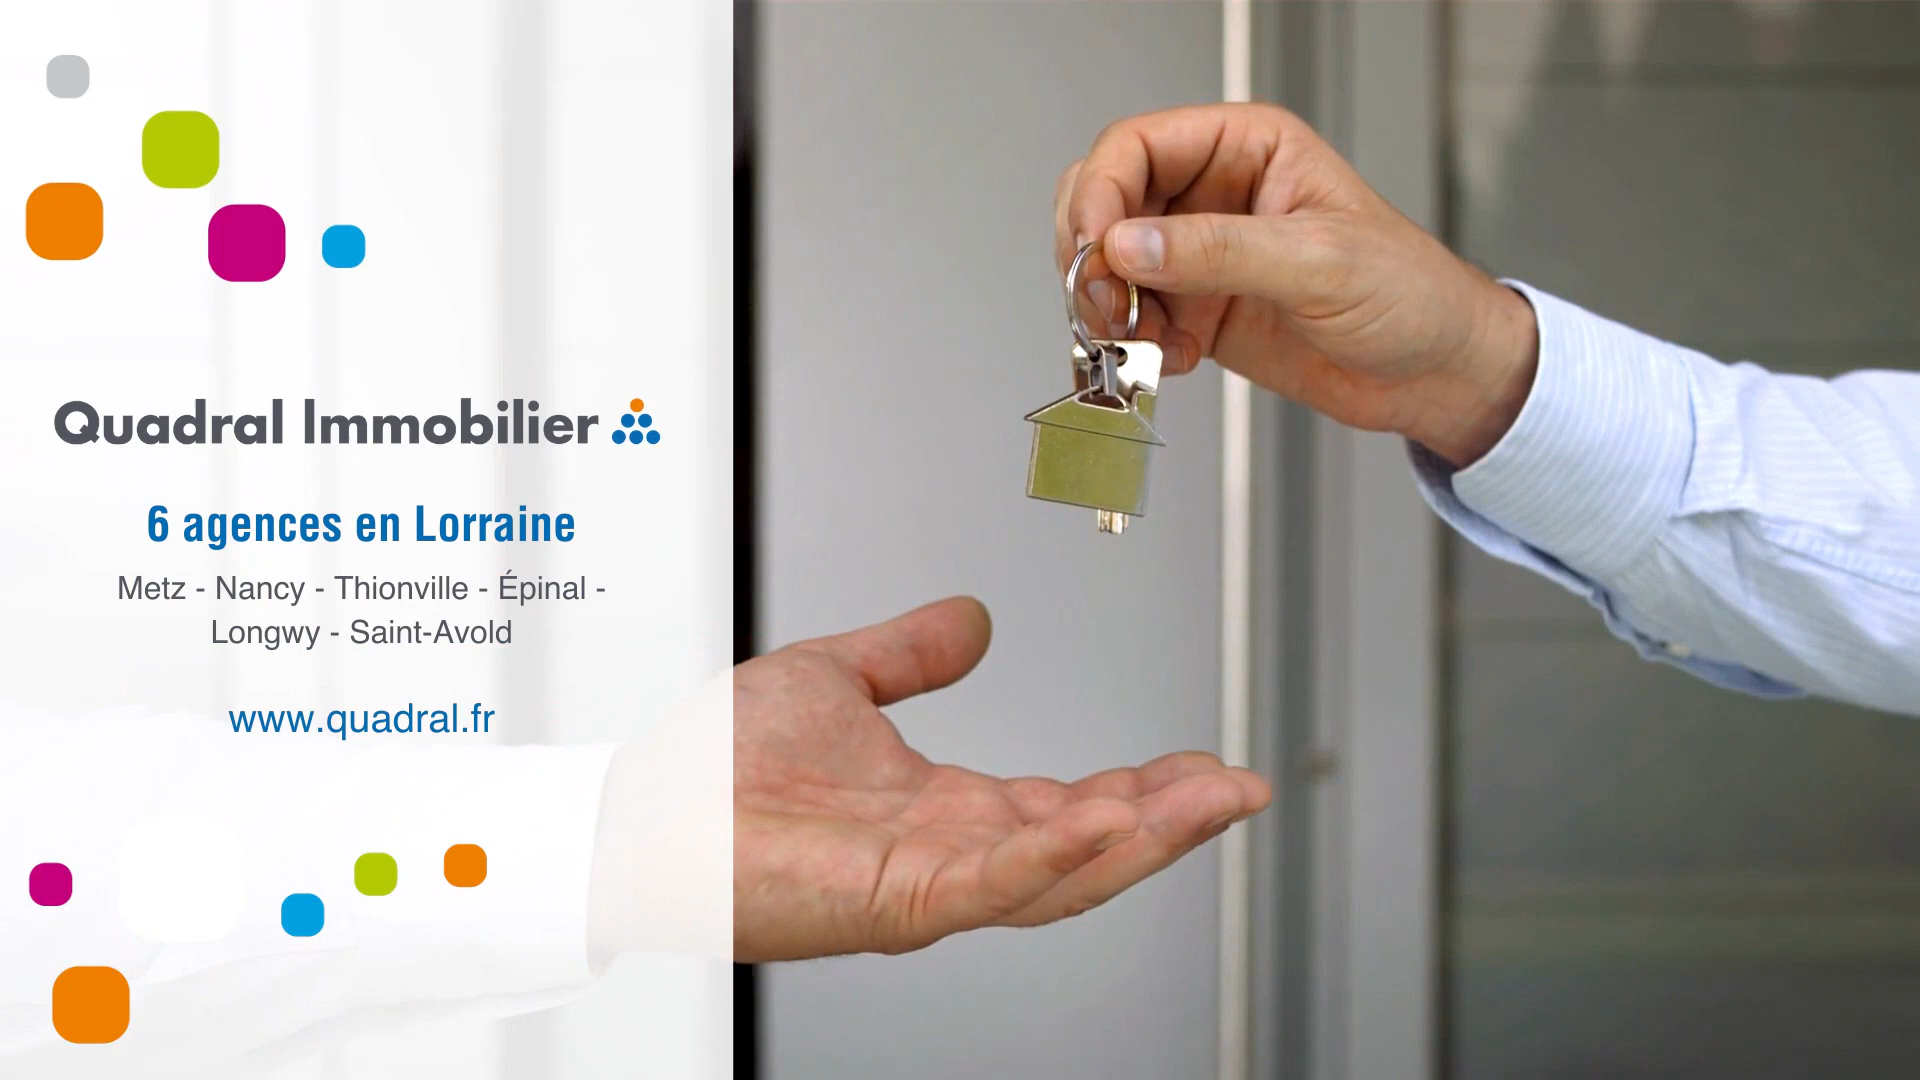 Quadral Immobilier
6 agences en Lorraine
Metz - Nancy - Thionville - Épinal -
Longwy - Saint-Avold
www.quadral.fr